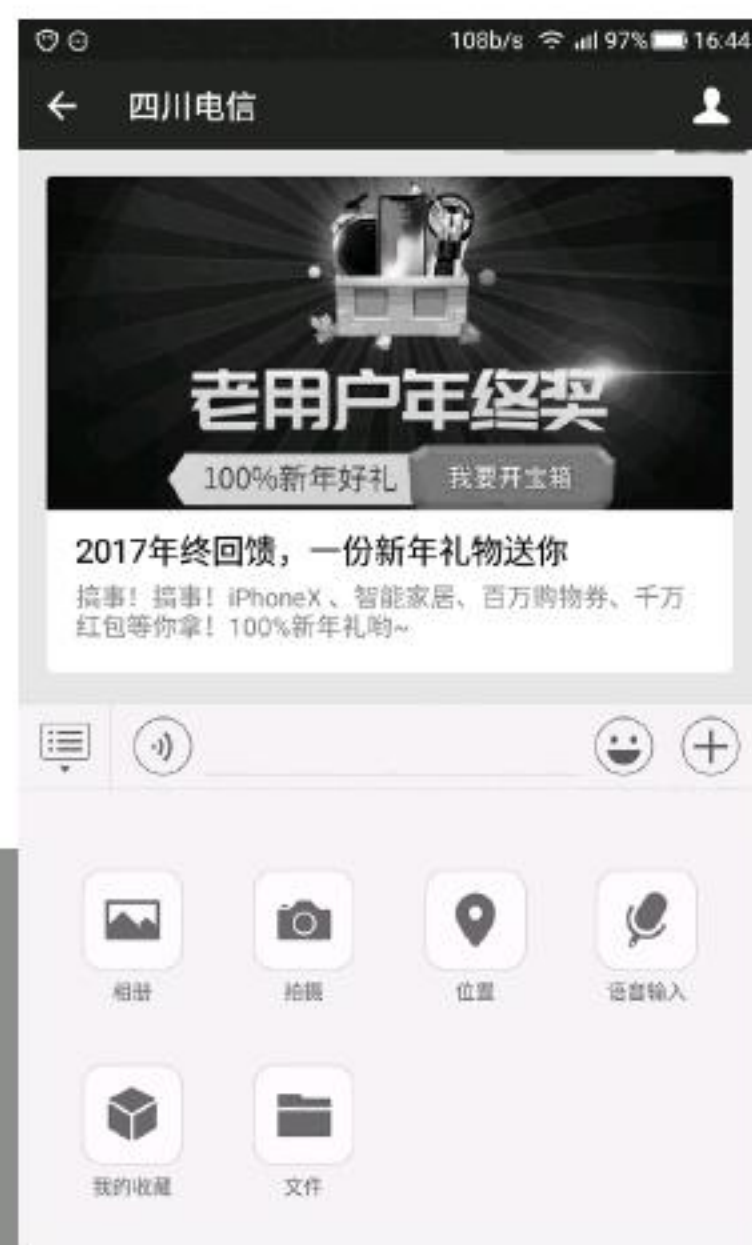 108b/s 97% 16:44
四川电信
老用户年终奖
100%新年好礼 我要开宝箱
2017年终回馈，一份新年礼物送你
搞事！搞事！iPhoneX、智能家居、百万购物券、千万
红包等你拿！100%新年礼哟~
相册 拍摄 位置 语音输入
我的收藏 文件